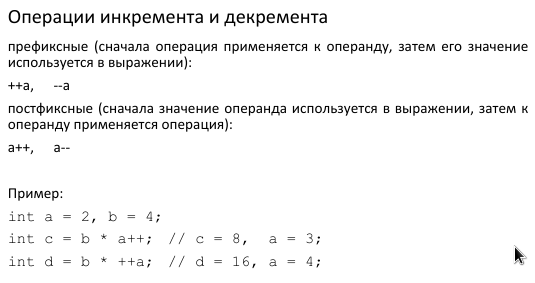 Операции инкремента и декремента
префиксные (сначала операция применяется к операнду, затем его значение
используется в выражении):
++a, --a
постфиксные (сначала значение операнда используется в выражении, затем к
операнду применяется операция):
a++, a--
Пример:
int a = 2, b = 4;
int c = b * a++; // c = 8, a = 3;
int d = b * ++a; // d = 16, a = 4;